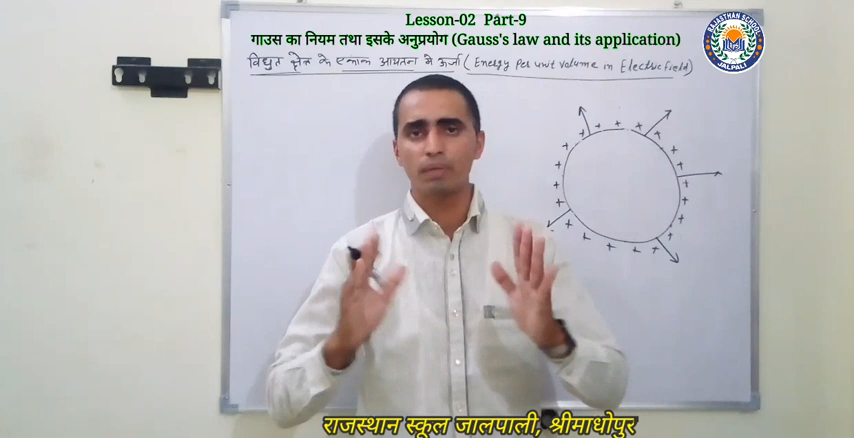 Lesson-02 Part-9
गाउस का नियम तथा इसके अनुप्रयोग (Gauss's law and its application)
विद्युत क्षेत्र के एकांक आयतन में ऊर्जा (Energy Per unit volume in Electric field)
RAJASTHAN SCHOOL
JALPALI
राजस्थान स्कूल जालपाली, श्रीमाधोपुर